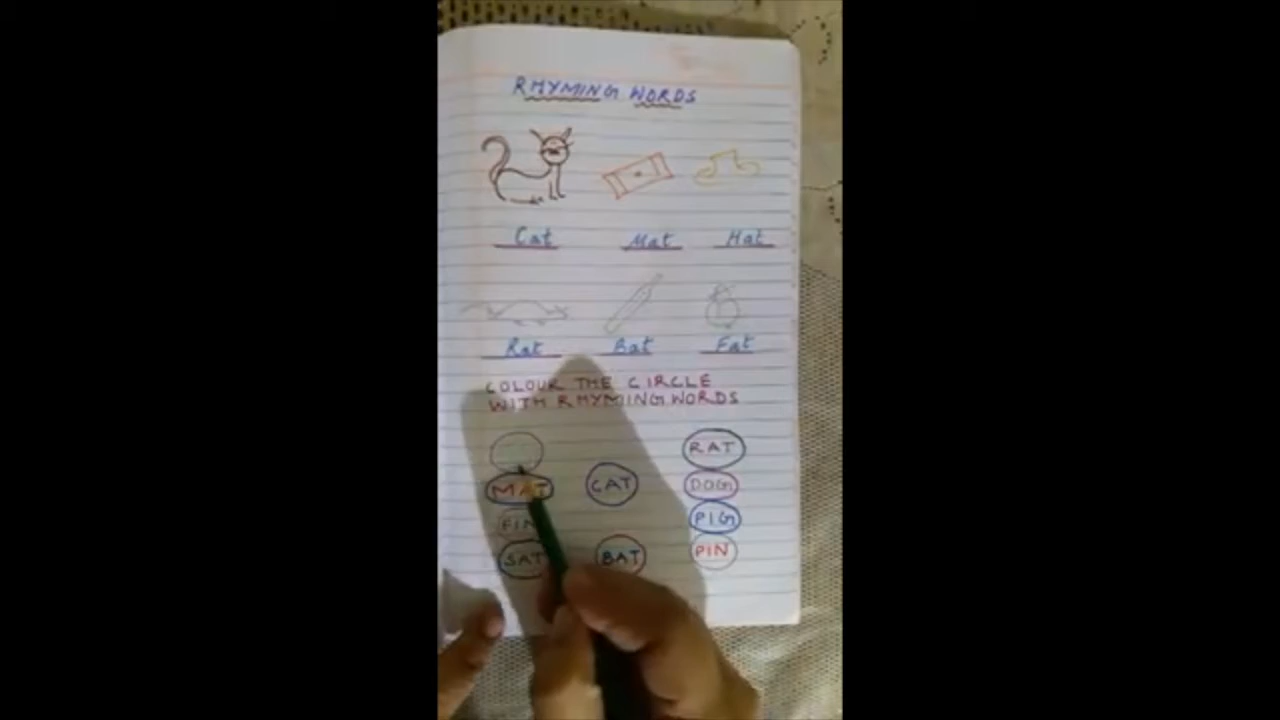 RHYMING WORDS
Cat Mat Hat
Rat Bat Fat
COLOUR THE CIRCLE
WITH RHYMING WORDS
RAT
MAT CAT DOG
FIN PIG
SAT BAT PIN